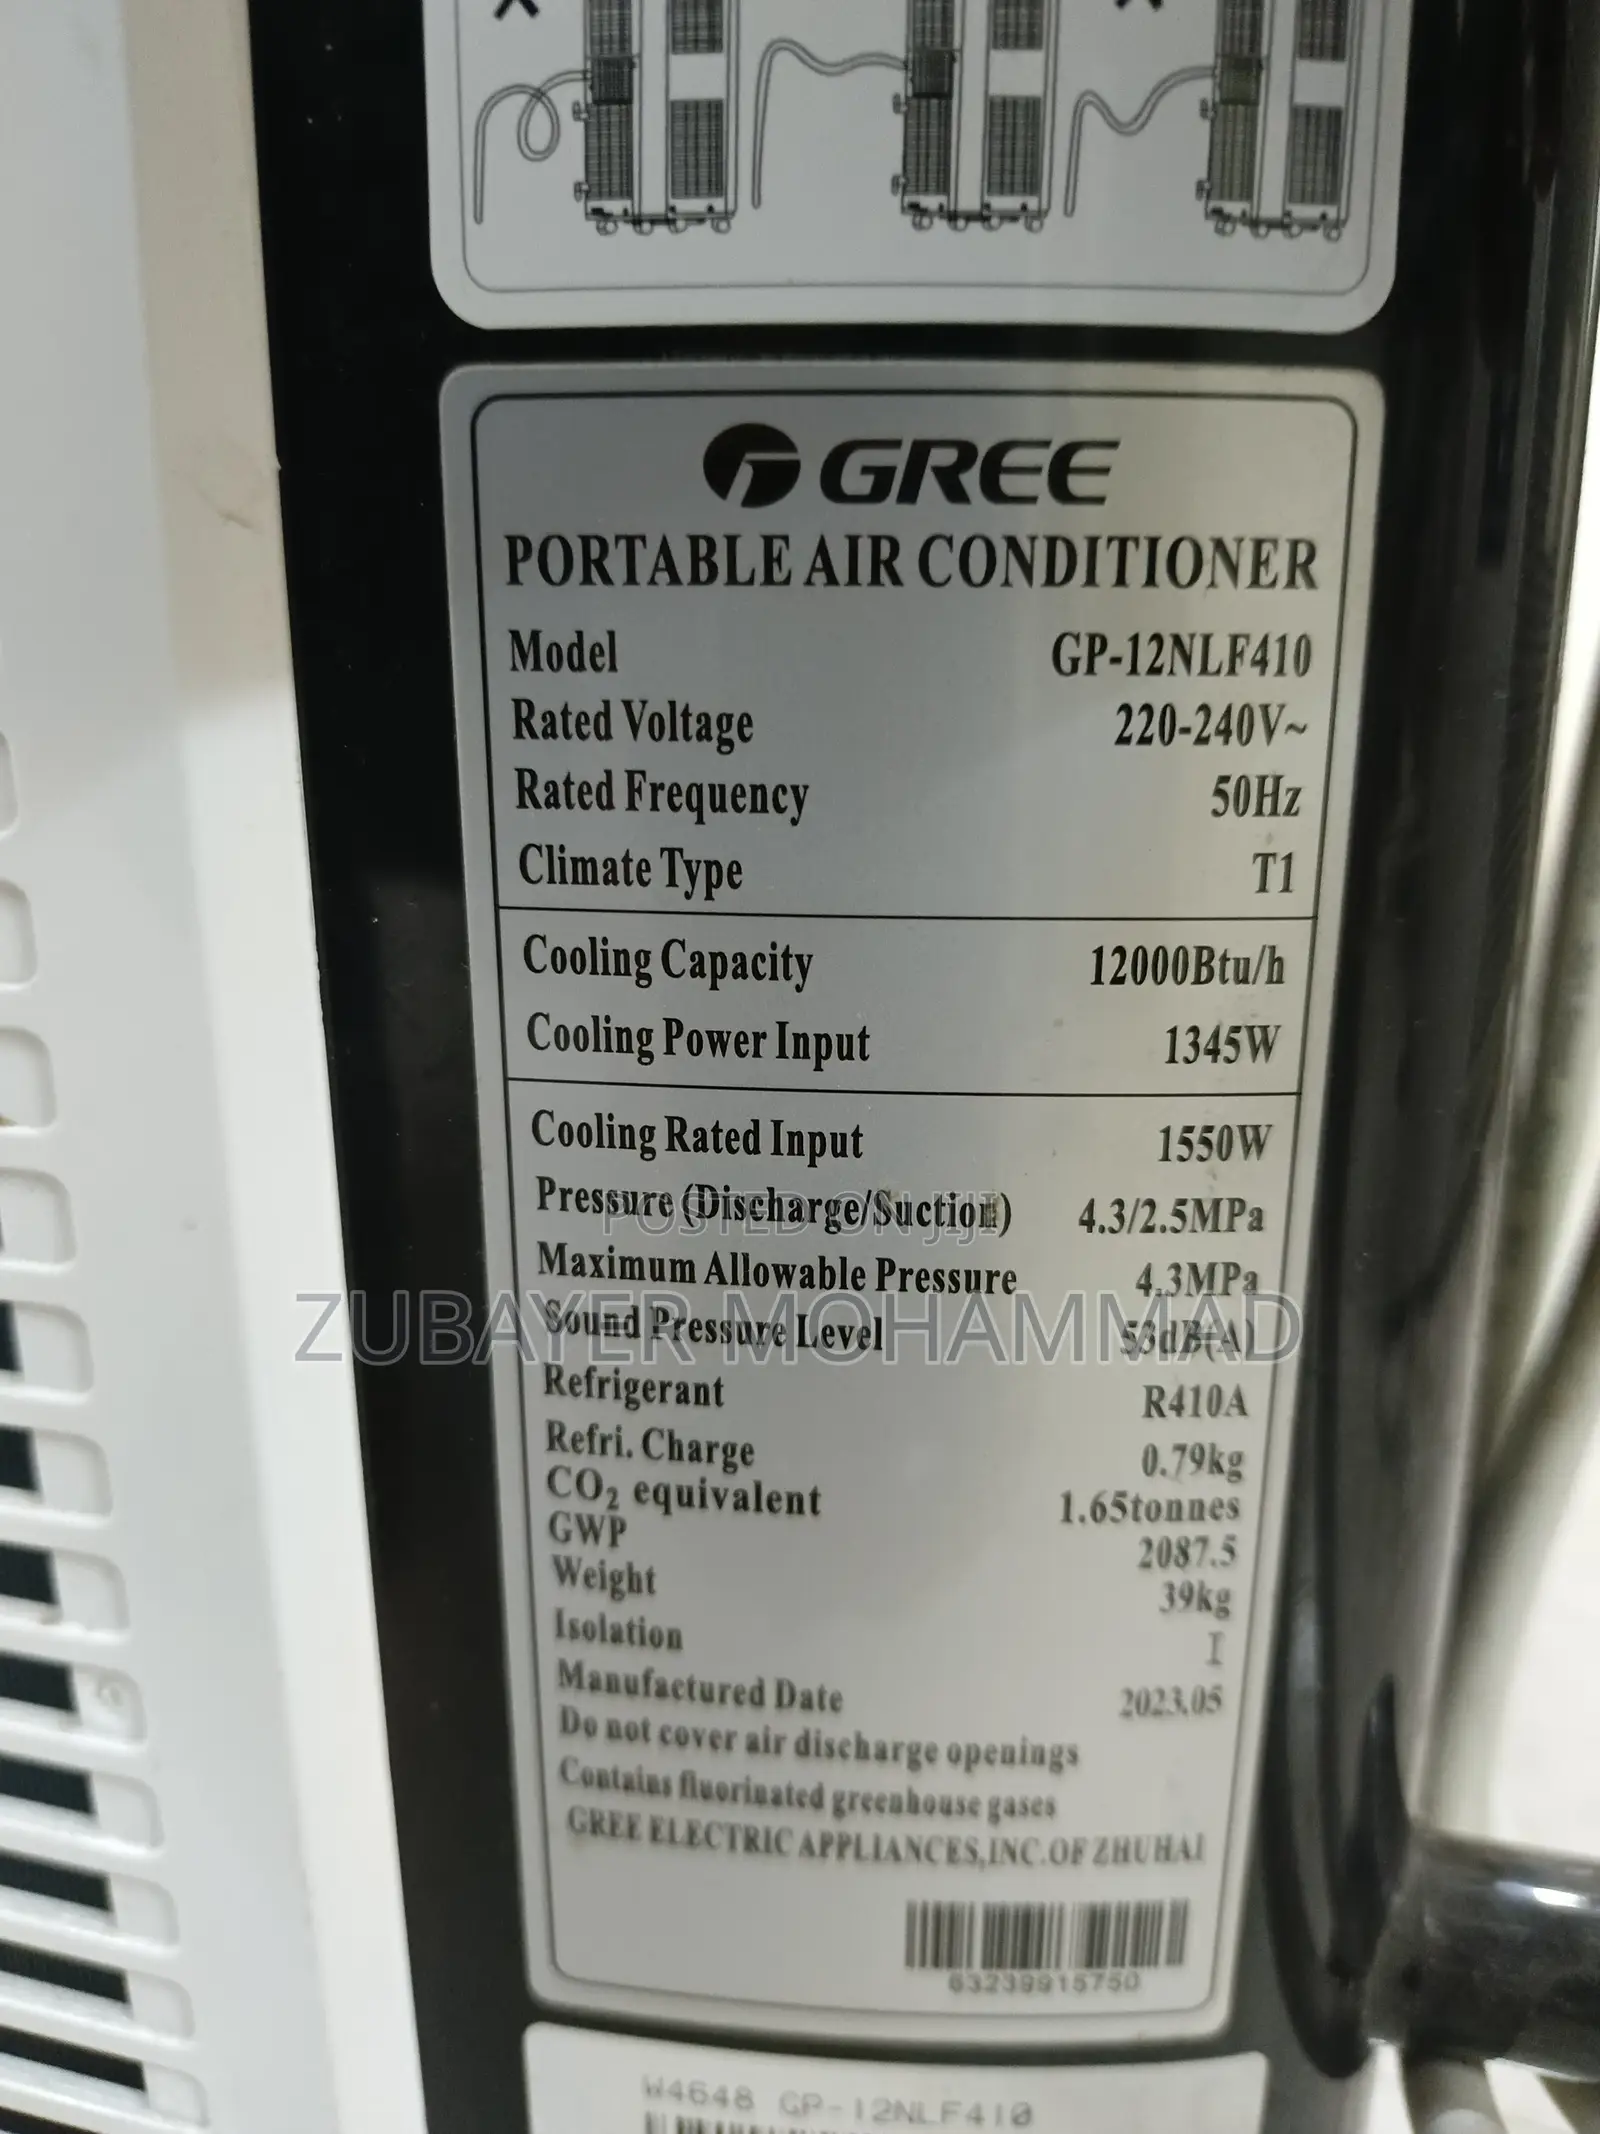 GREE
PORTABLE AIR CONDITIONER
Model GP-12NLF410
Rated Voltage 220-240V~
Rated Frequency 50Hz
Climate Type T1
Cooling Capacity 12000Btu/h
Cooling Power Input 1345W
Cooling Rated Input 1550W
Pressure (Discharge/Suction) 4.3/2.5MPa
POSTED ON JIJI
Maximum Allowable Pressure 4.3MPa
ZUBAYER MOHAMMAD
Sound Pressure Level 53dB(A)
Refrigerant R410A
Refri. Charge 0.79kg
CO₂ equivalent 1.65tonnes
GWP 2087.5
Weight 39kg
Isolation I
Manufactured Date 2023.05
Do not cover air discharge openings
Contains fluorinated greenhouse gases
GREE ELECTRIC APPLIANCES,INC.OF ZHUHAI
63239915750
W4648 GP-12NLF410